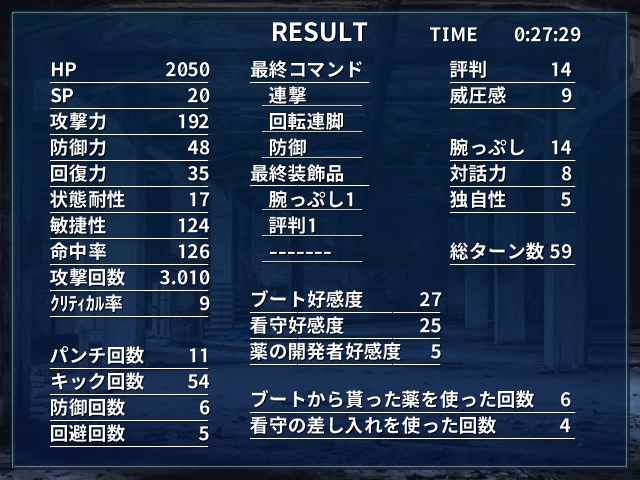 RESULT TIME 0:27:29
HP 2050
SP 20
攻撃力 192
防御力 48
回復力 35
状態耐性 17
敏捷性 124
命中率 126
攻撃回数 3.010
ｸﾘﾃｨｶﾙ率 9
パンチ回数 11
キック回数 54
防御回数 6
回避回数 5
最終コマンド
連撃
回転連脚
防御
最終装飾品
腕っぷし1
評判1
-------
ブート好感度 27
看守好感度 25
薬の開発者好感度 5
ブートから貰った薬を使った回数 6
看守の差し入れを使った回数 4
評判 14
威圧感 9
腕っぷし 14
対話力 8
独自性 5
総ターン数 59